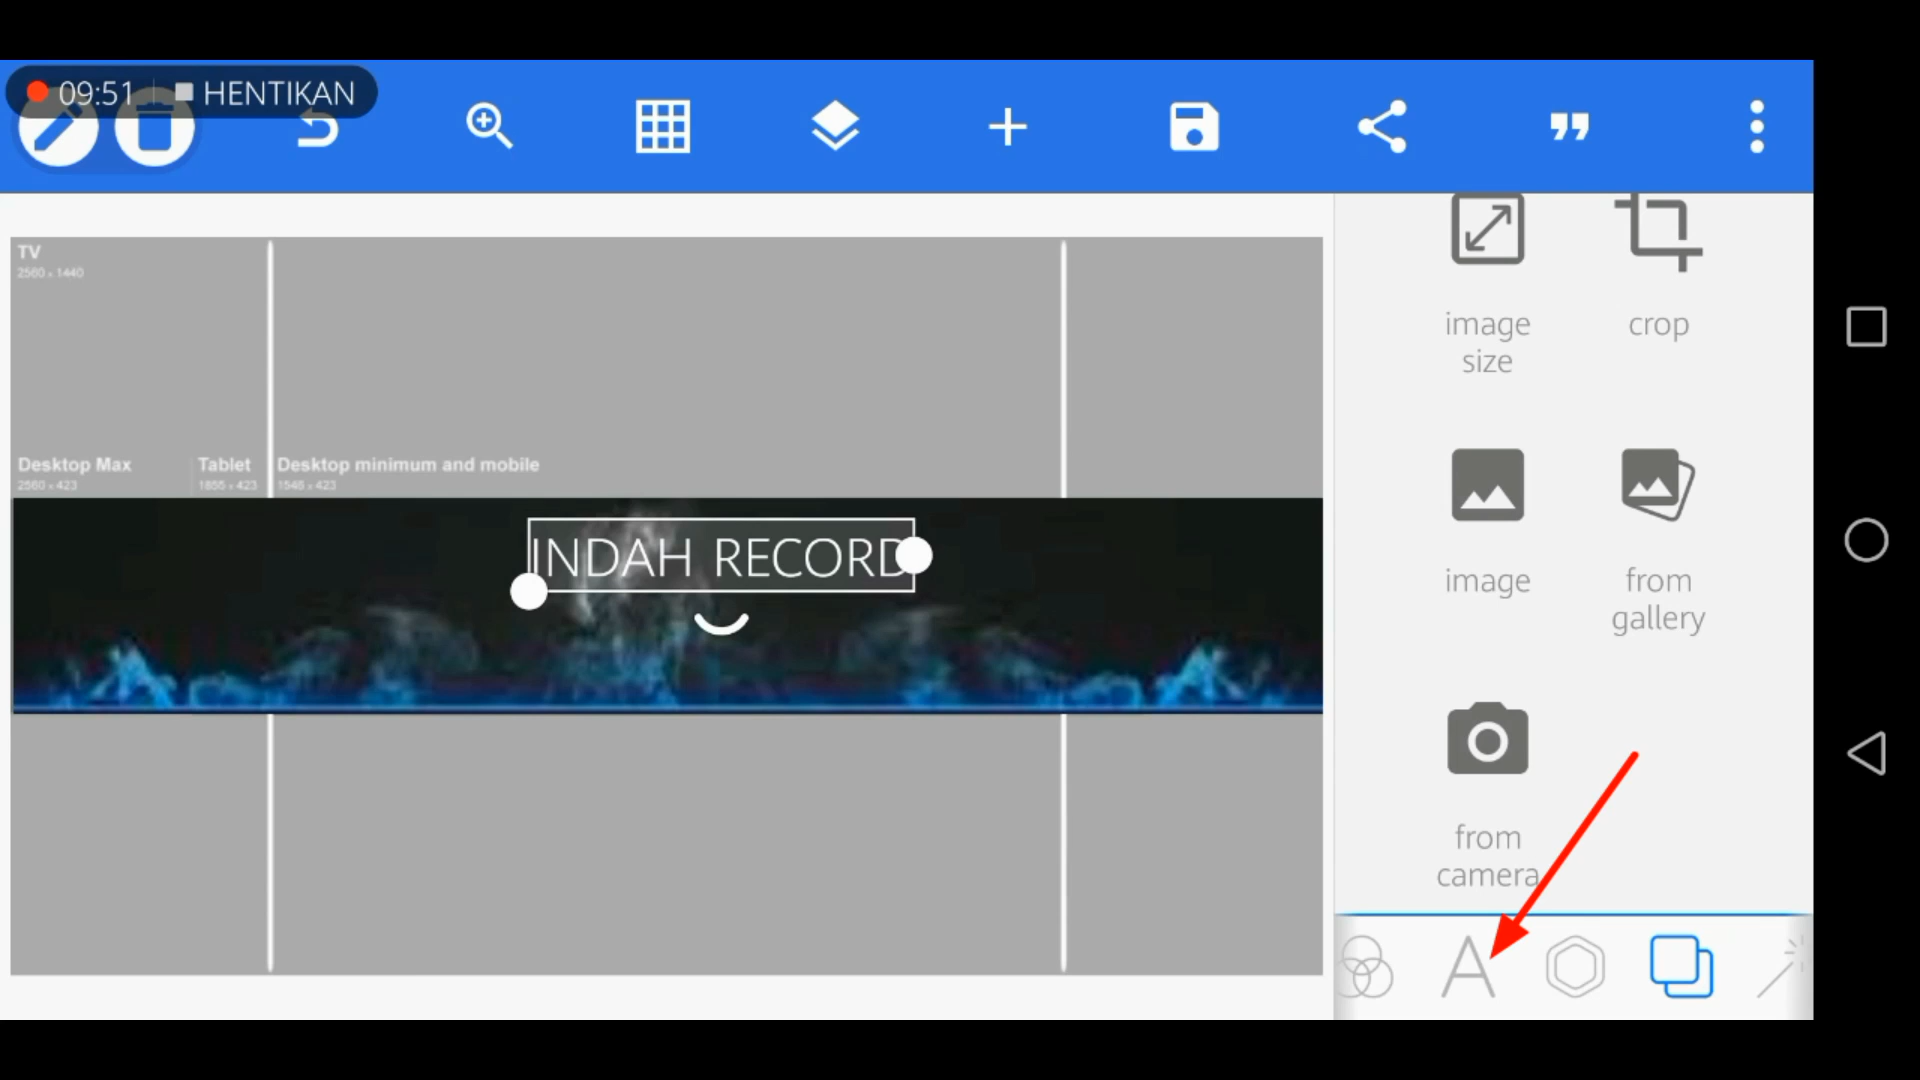 09:51 HENTIKAN
TV
2560 x 1440
Desktop Max
2560 x 423
Tablet
1855 x 423
Desktop minimum and mobile
1546 x 423
INDAH RECORD
image
size
crop
image
from
gallery
from
camera